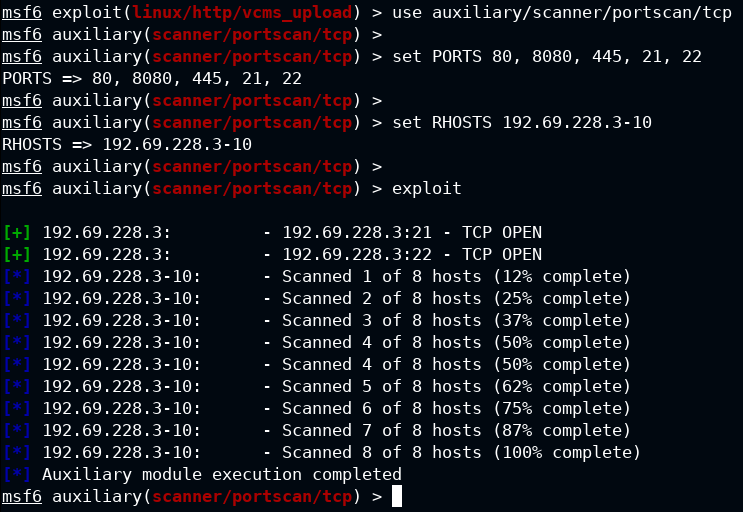 msf6 exploit(linux/http/vcms_upload) > use auxiliary/scanner/portscan/tcp
msf6 auxiliary(scanner/portscan/tcp) >
msf6 auxiliary(scanner/portscan/tcp) > set PORTS 80, 8080, 445, 21, 22
PORTS => 80, 8080, 445, 21, 22
msf6 auxiliary(scanner/portscan/tcp) >
msf6 auxiliary(scanner/portscan/tcp) > set RHOSTS 192.69.228.3-10
RHOSTS => 192.69.228.3-10
msf6 auxiliary(scanner/portscan/tcp) >
msf6 auxiliary(scanner/portscan/tcp) > exploit

[+] 192.69.228.3:         - 192.69.228.3:21 - TCP OPEN
[+] 192.69.228.3:         - 192.69.228.3:22 - TCP OPEN
[*] 192.69.228.3-10:      - Scanned 1 of 8 hosts (12% complete)
[*] 192.69.228.3-10:      - Scanned 2 of 8 hosts (25% complete)
[*] 192.69.228.3-10:      - Scanned 3 of 8 hosts (37% complete)
[*] 192.69.228.3-10:      - Scanned 4 of 8 hosts (50% complete)
[*] 192.69.228.3-10:      - Scanned 4 of 8 hosts (50% complete)
[*] 192.69.228.3-10:      - Scanned 5 of 8 hosts (62% complete)
[*] 192.69.228.3-10:      - Scanned 6 of 8 hosts (75% complete)
[*] 192.69.228.3-10:      - Scanned 7 of 8 hosts (87% complete)
[*] 192.69.228.3-10:      - Scanned 8 of 8 hosts (100% complete)
[*] Auxiliary module execution completed
msf6 auxiliary(scanner/portscan/tcp) >